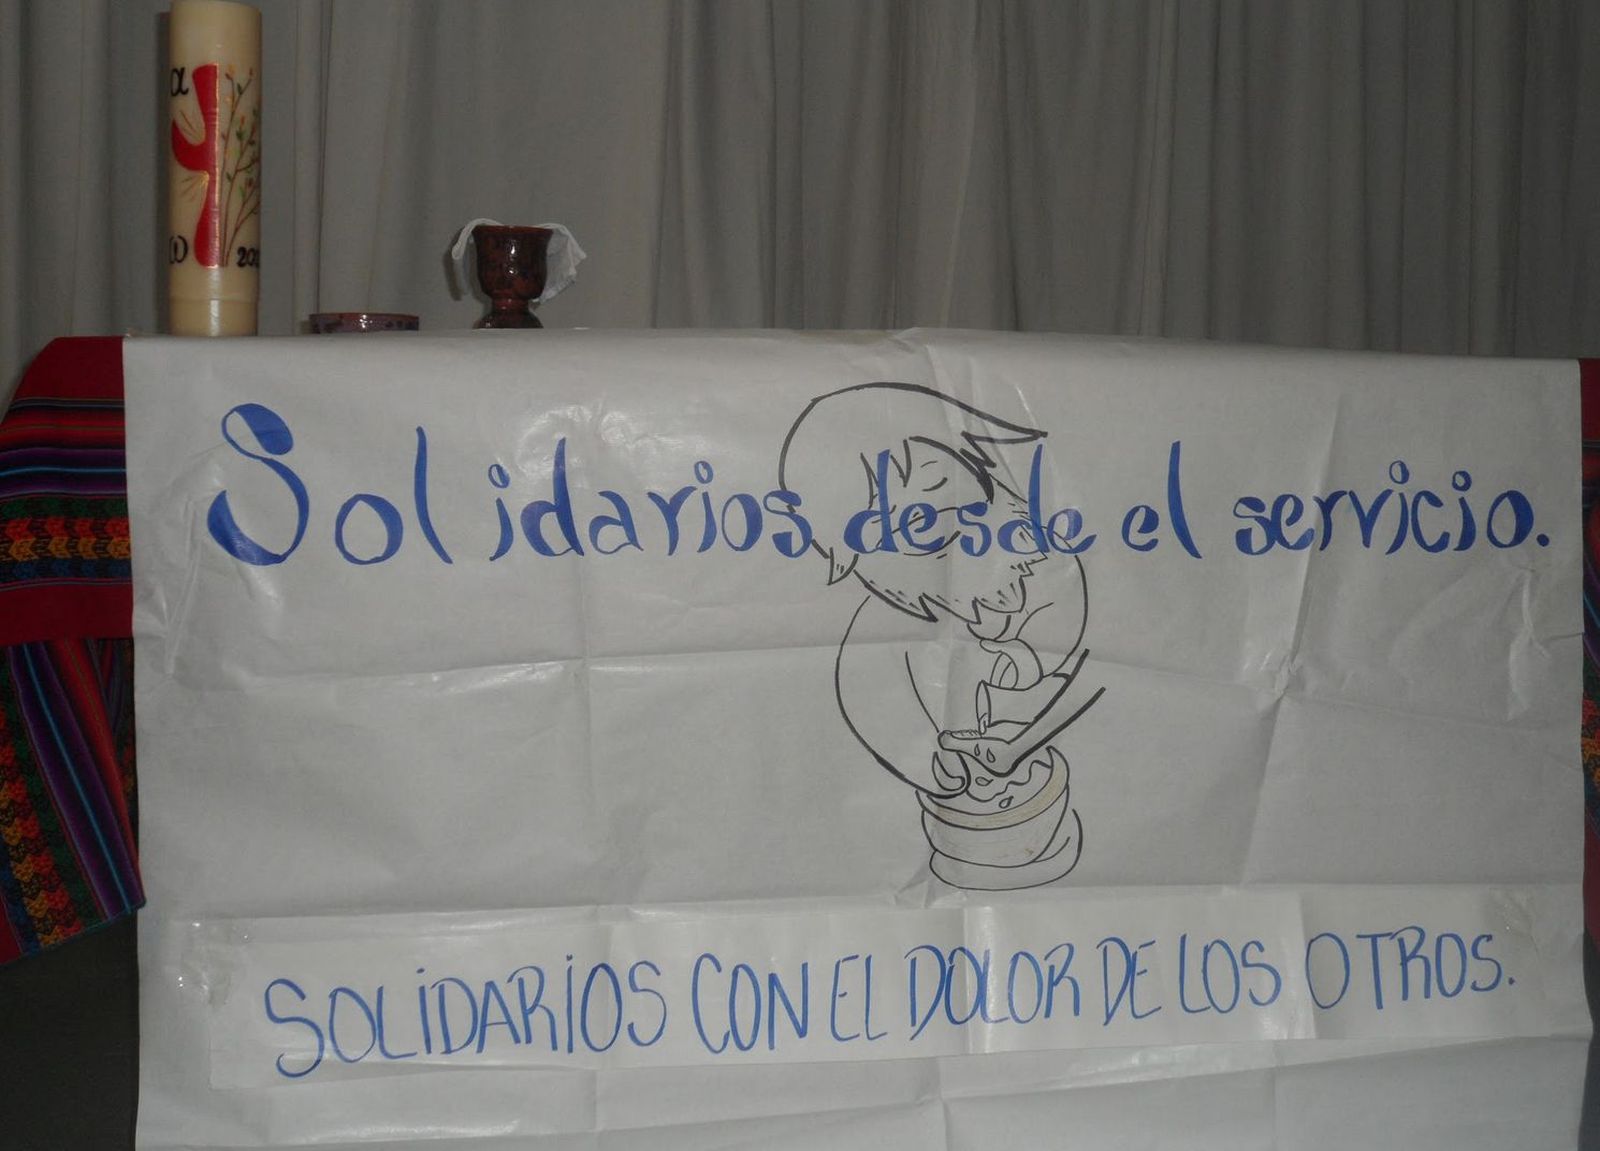 α
ω
Solidarios desde el servicio.
SOLIDARIOS CON EL DOLOR DE LOS OTROS.